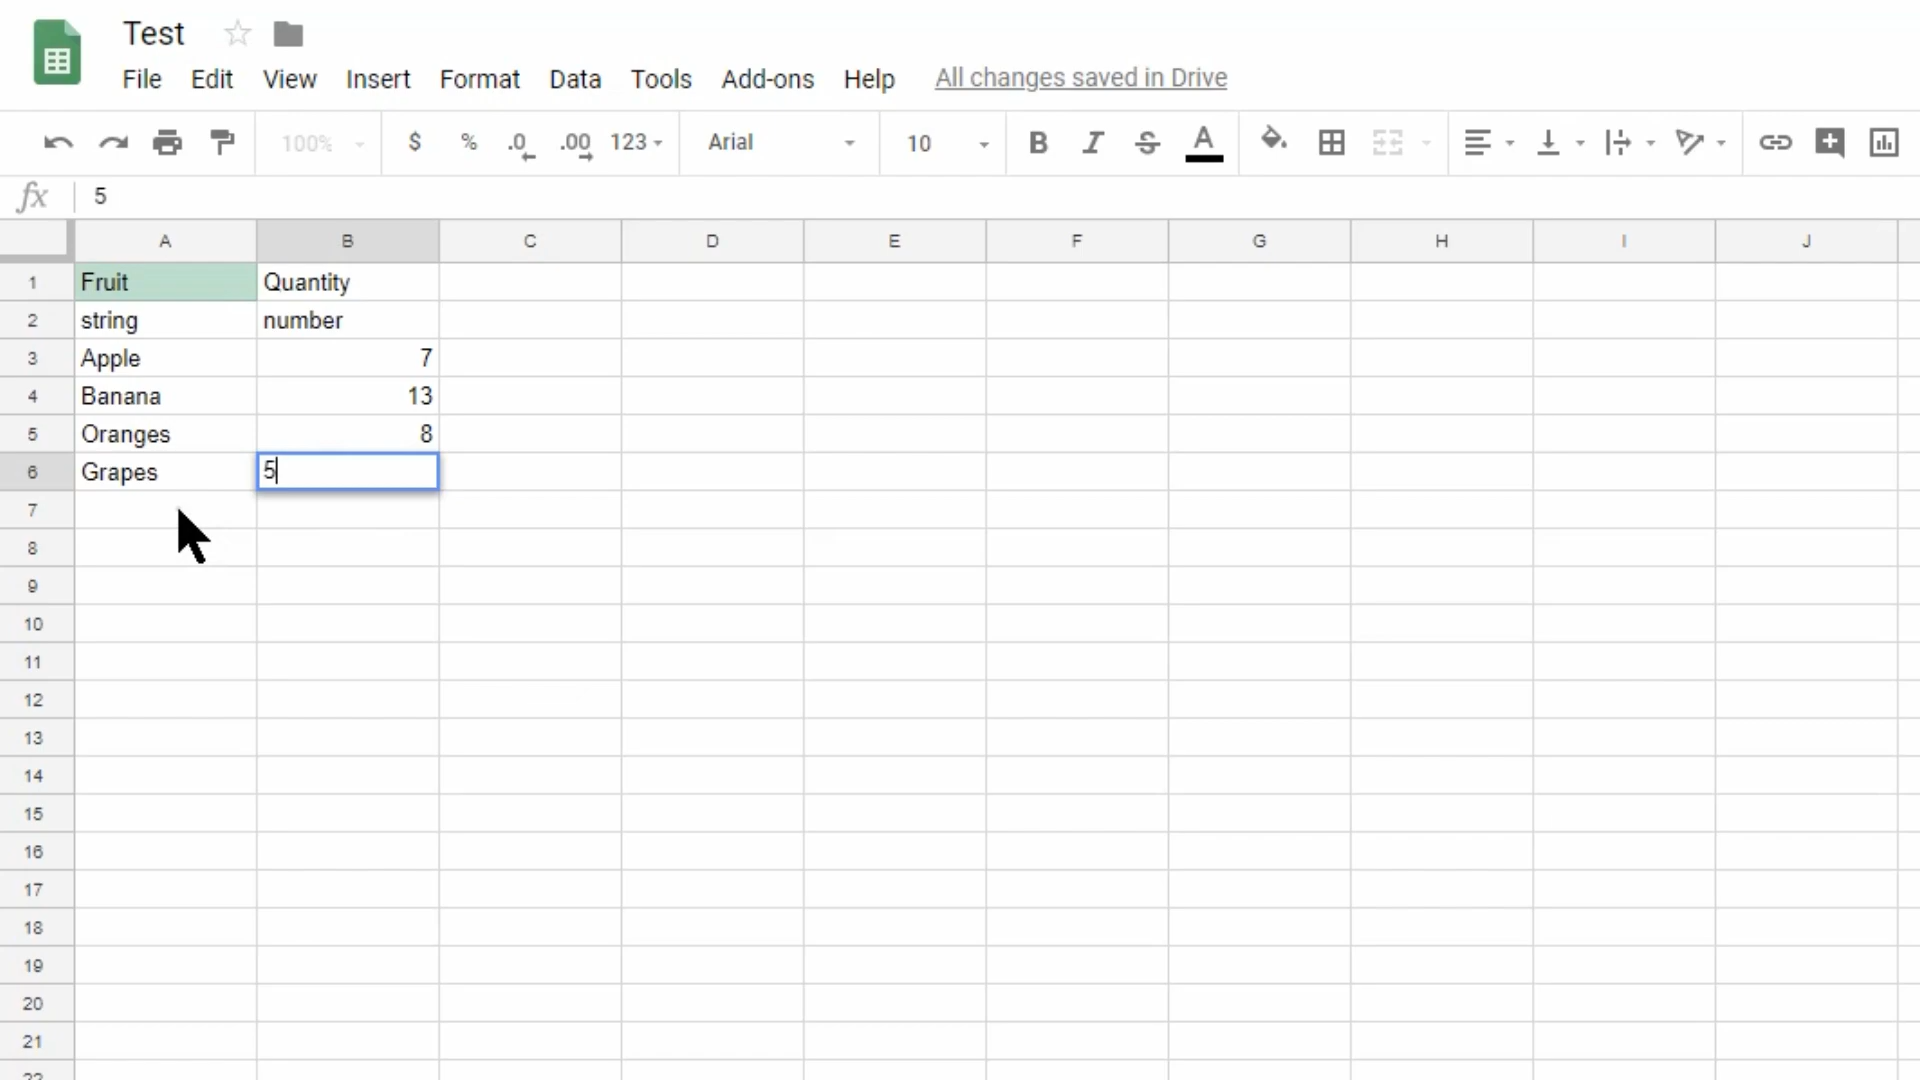 Test
File Edit View Insert Format Data Tools Add-ons Help All changes saved in Drive
100% $ % .0 .00 123 Arial 10 B I S A
fx 5
A B C D E F G H I J
1 Fruit Quantity
2 string number
3 Apple 7
4 Banana 13
5 Oranges 8
6 Grapes 5
7
8
9
10
11
12
13
14
15
16
17
18
19
20
21
22